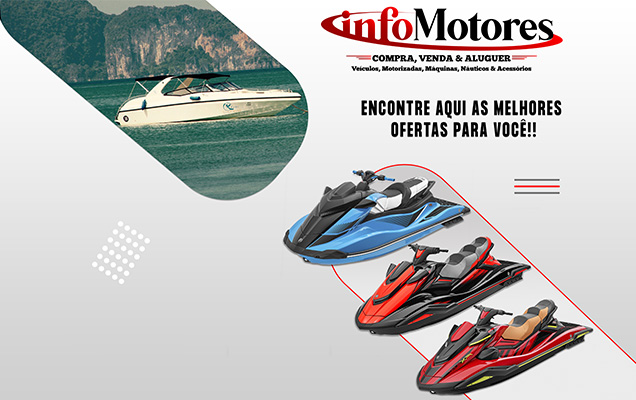 infoMotores
COMPRA, VENDA & ALUGUER
Veículos, Motorizadas, Máquinas, Náuticos & Acessórios
ENCONTRE AQUI AS MELHORES
OFERTAS PARA VOCÊ!!